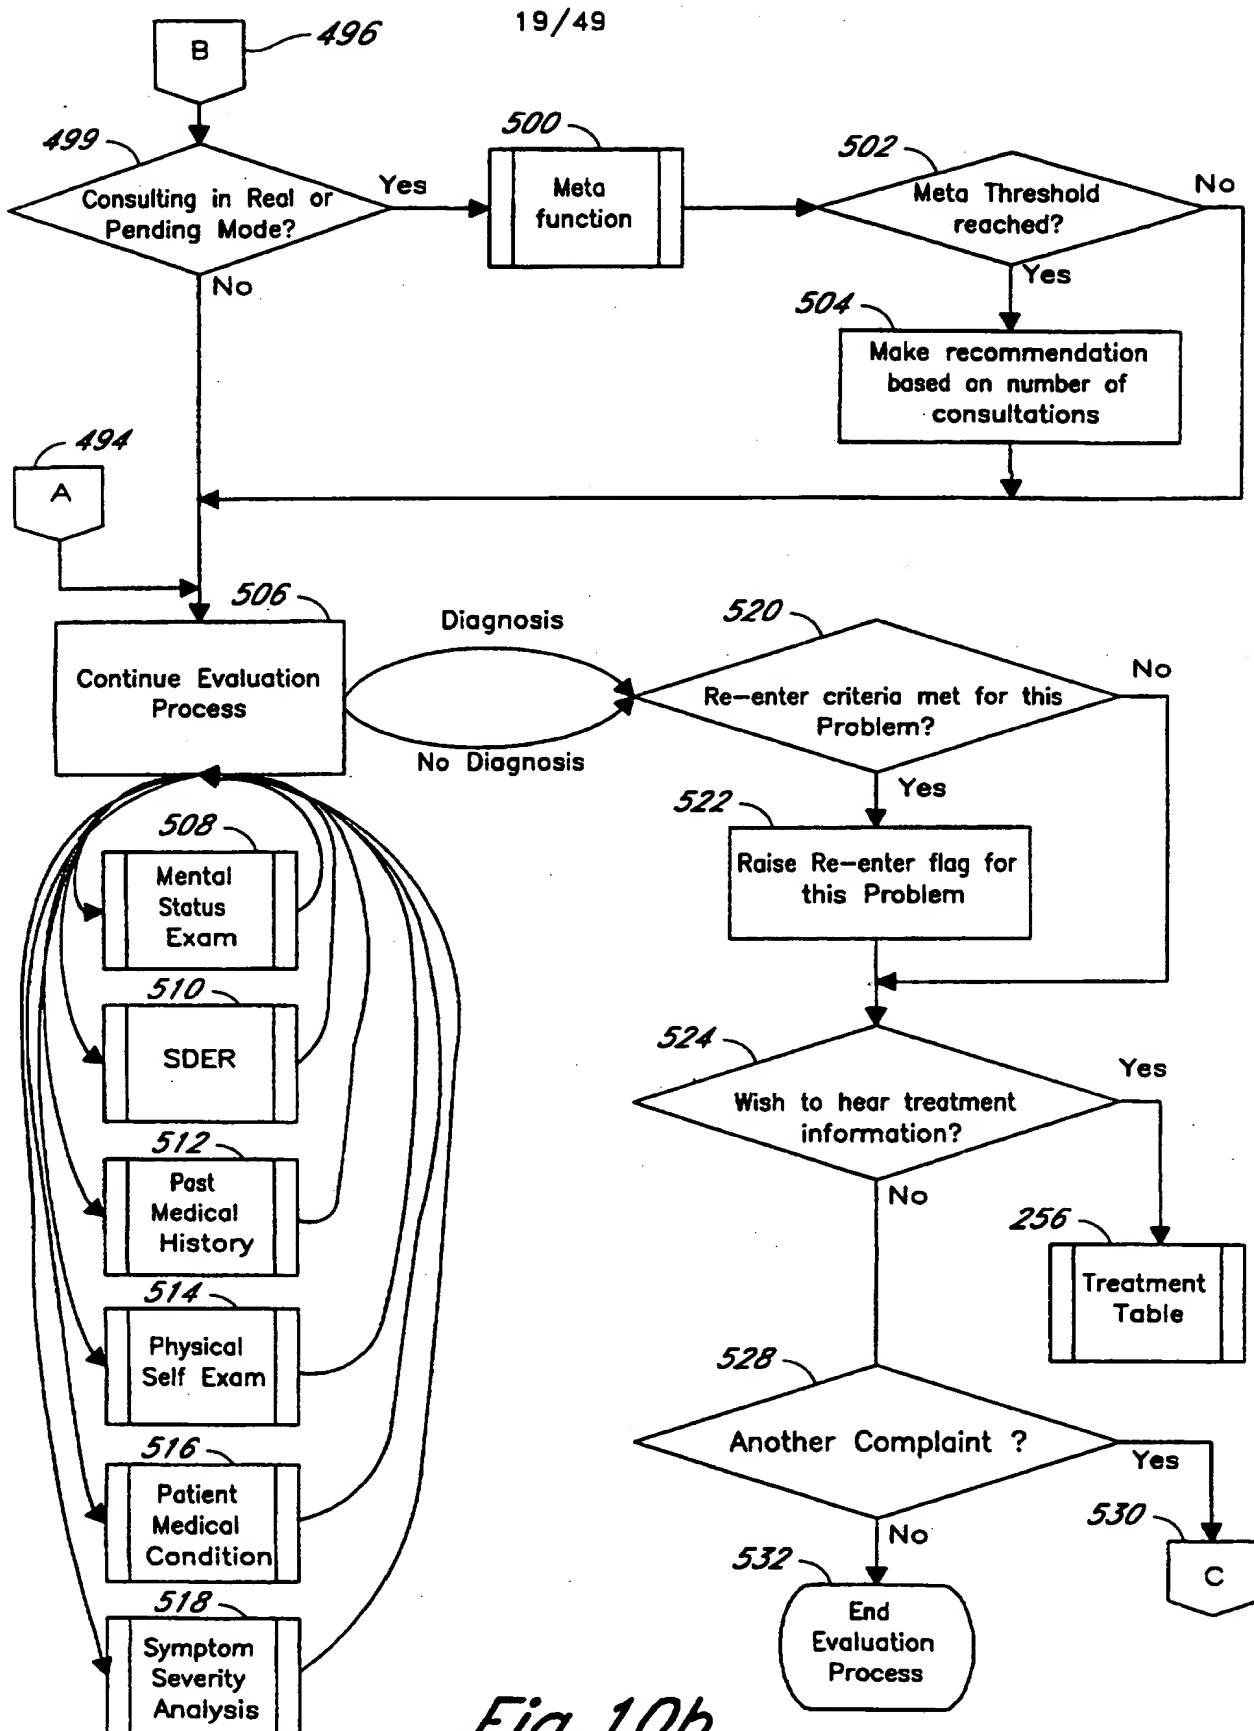 19/49
B
496
499
Consulting in Real or
Pending Mode?
Yes
No
500
Meta
function
502
Meta Threshold
reached?
No
Yes
504
Make recommendation
based on number of
consultations
494
A
506
Continue Evaluation
Process
Diagnosis
No Diagnosis
520
Re-enter criteria met for this
Problem?
No
Yes
522
Raise Re-enter flag for
this Problem
508
Mental
Status
Exam
510
SDER
512
Past
Medical
History
514
Physical
Self Exam
516
Patient
Medical
Condition
518
Symptom
Severity
Analysis
524
Wish to hear treatment
information?
Yes
No
256
Treatment
Table
528
Another Complaint ?
Yes
No
530
C
532
End
Evaluation
Process
Fig. 10b